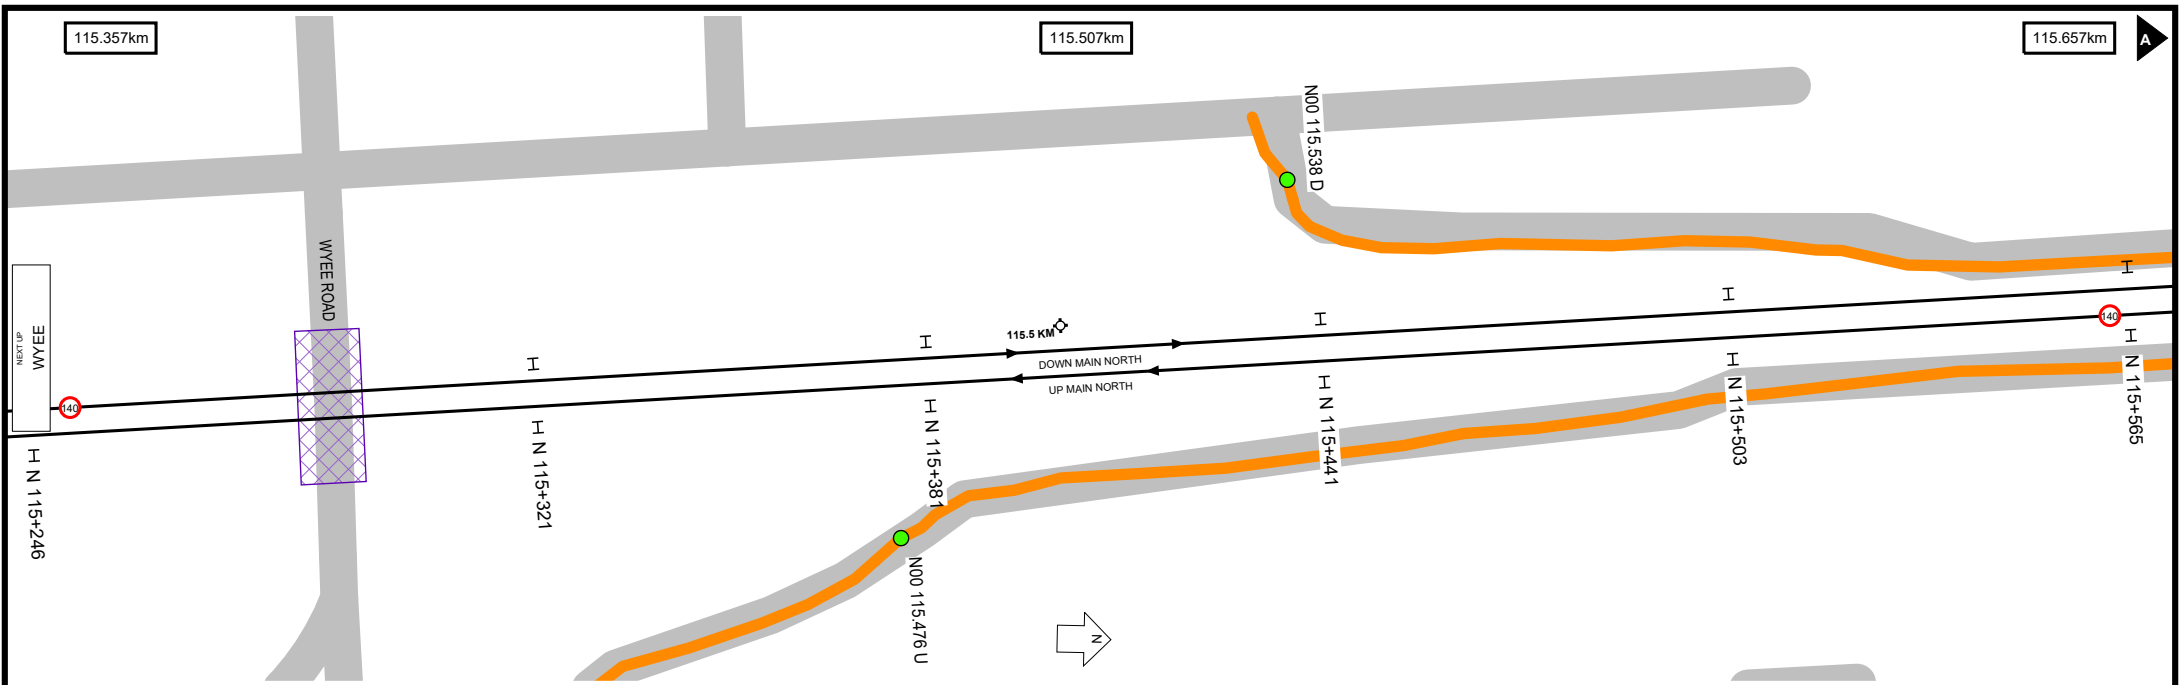 115.357km
115.507km
115.657km
A
N00 115.538 D
WYEE ROAD
NEXT UP
WYEE
140
115.5 KM
DOWN MAIN NORTH
UP MAIN NORTH
140
H N 115+246
H N 115+321
H N 115+381
H N 115+441
H N 115+503
H N 115+565
H
H
H
H
H
N00 115.476 U
N